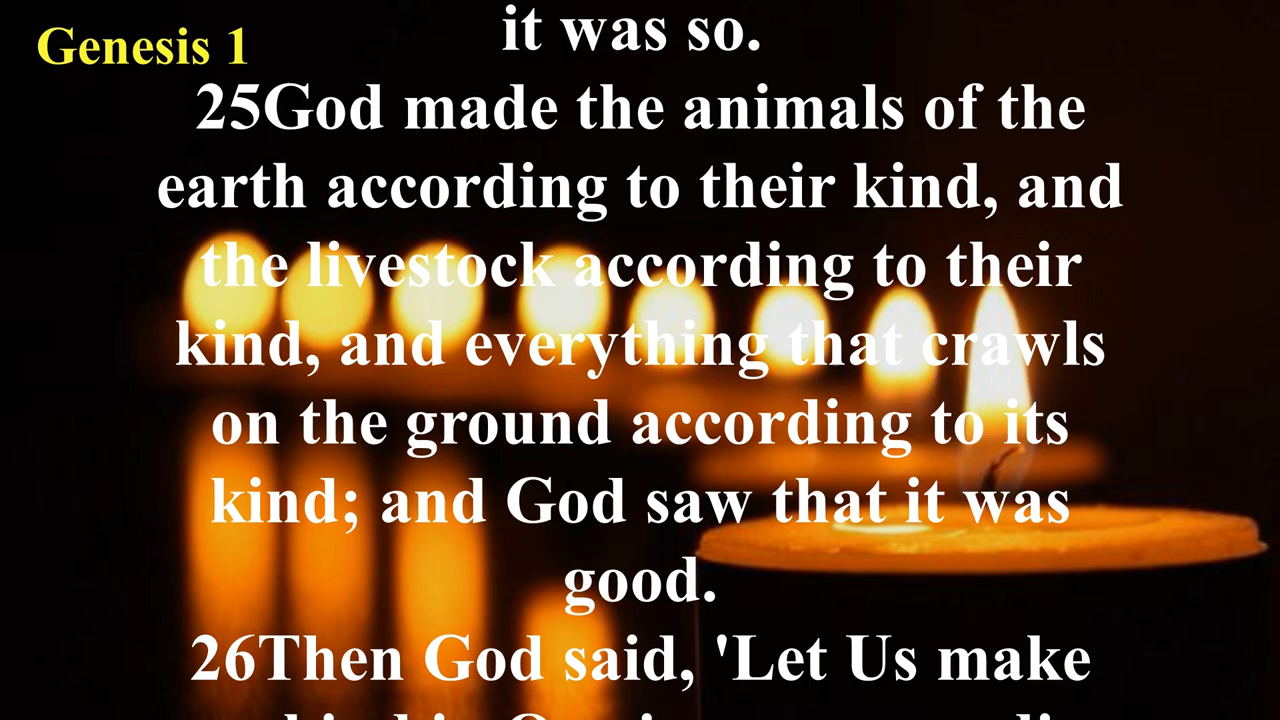 Genesis 1
it was so.
25God made the animals of the
earth according to their kind, and
the livestock according to their
kind, and everything that crawls
on the ground according to its
kind; and God saw that it was
good.
26Then God said, 'Let Us make